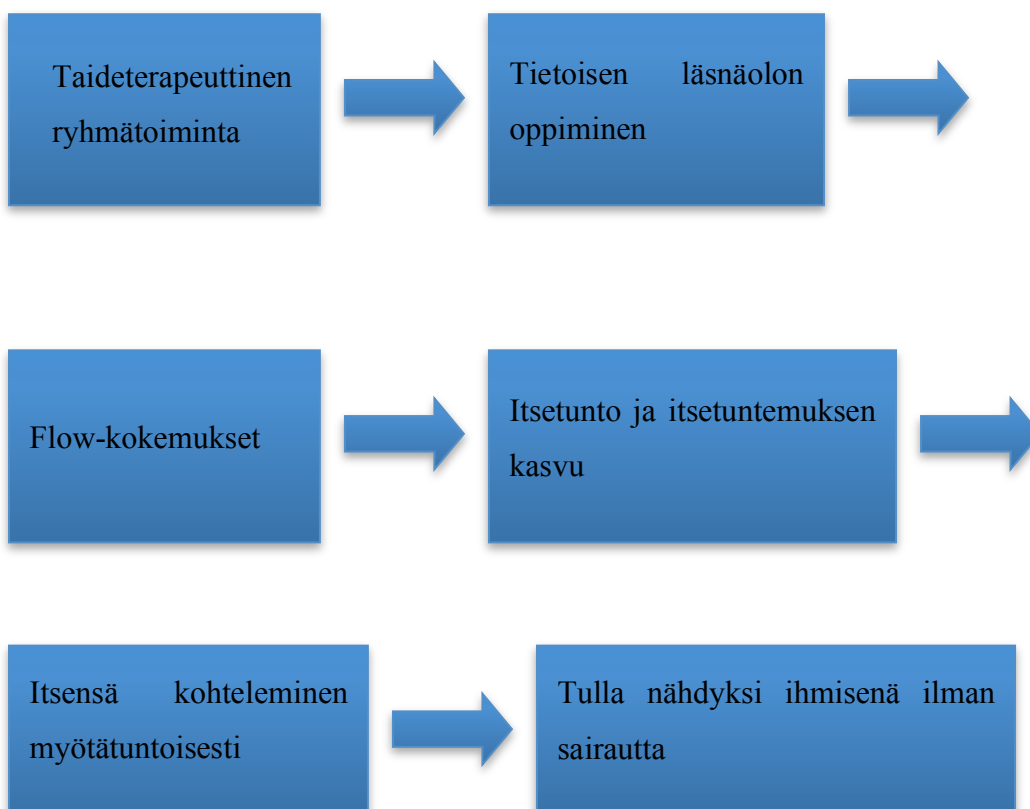 Taideterapeuttinen
ryhmätoiminta
Tietoisen läsnäolon
oppiminen
Flow-kokemukset
Itsetunto ja itsetuntemuksen
kasvu
Itsensä kohteleminen
myötätuntoisesti
Tulla nähdyksi ihmisenä ilman
sairautta